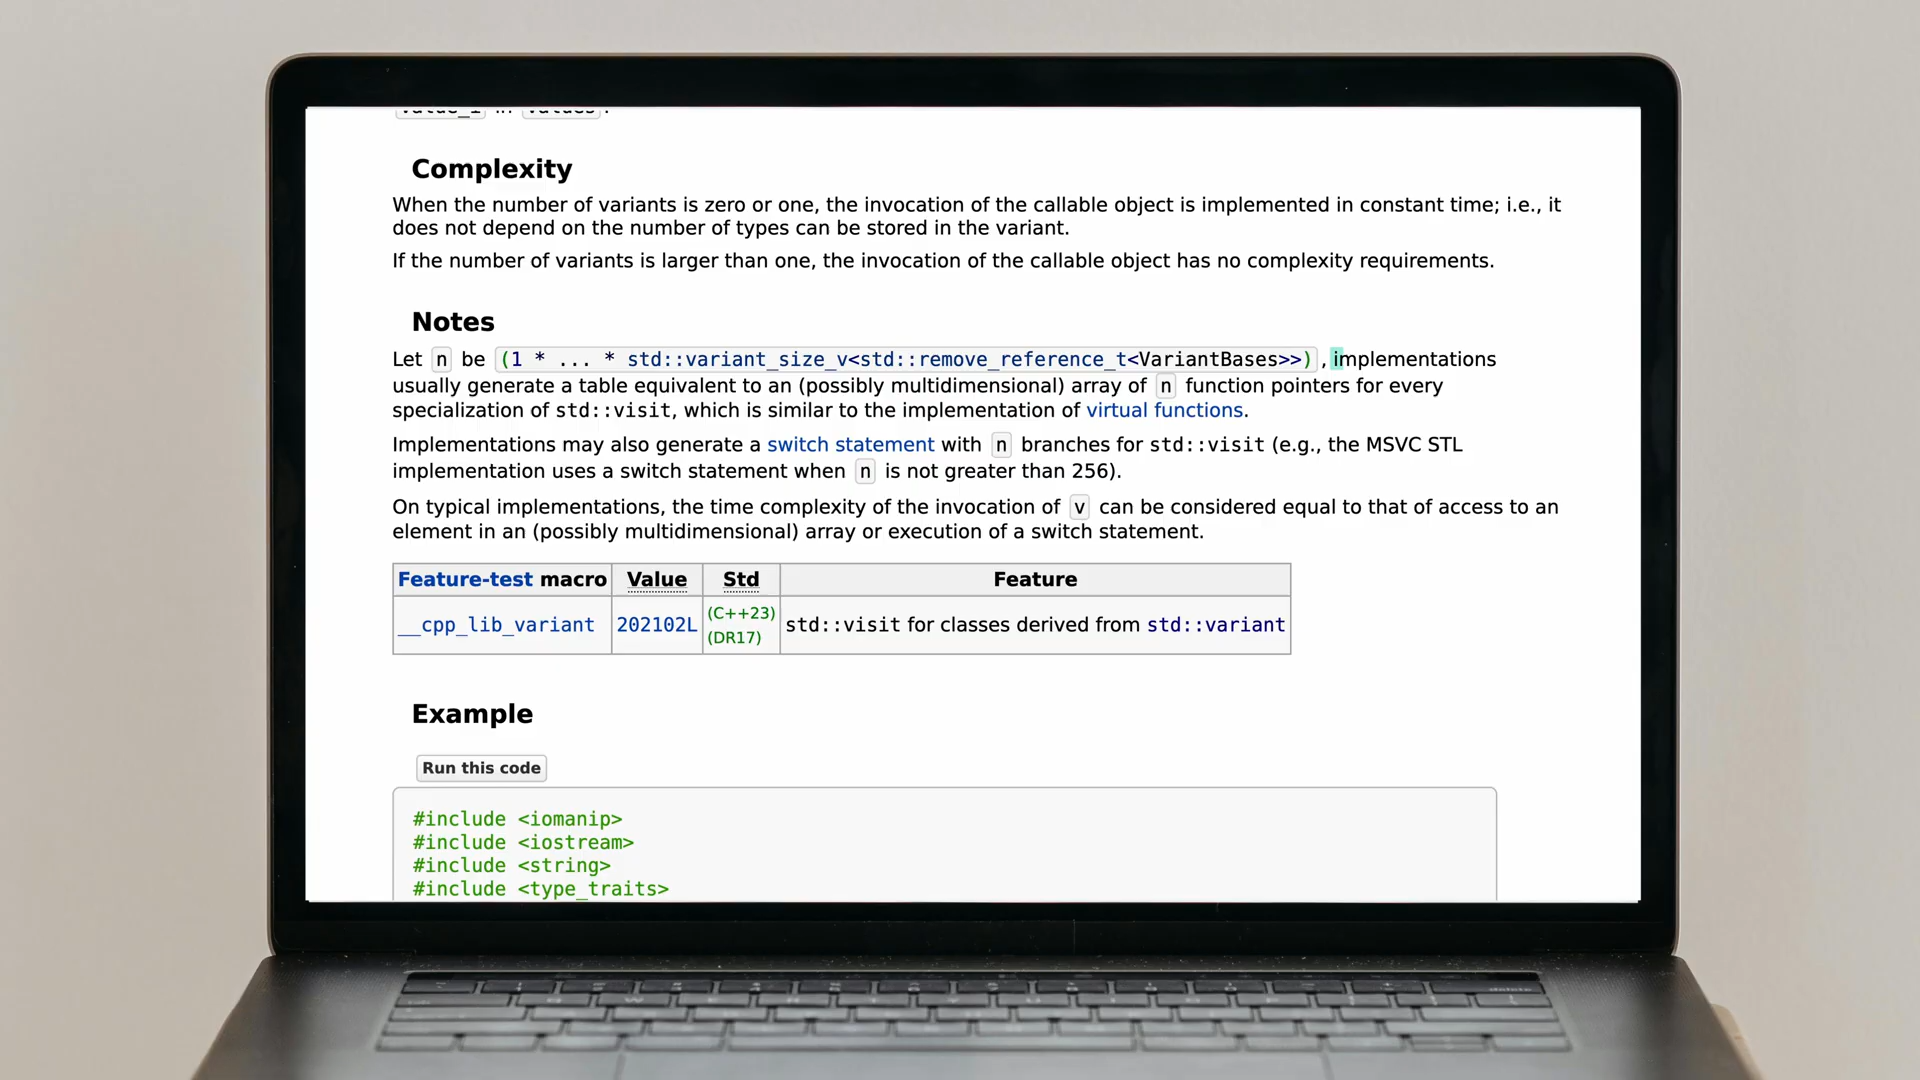 Complexity
When the number of variants is zero or one, the invocation of the callable object is implemented in constant time; i.e., it
does not depend on the number of types can be stored in the variant.
If the number of variants is larger than one, the invocation of the callable object has no complexity requirements.
Notes
Let n be (1 * ... * std::variant_size_v<std::remove_reference_t<VariantBases>>), implementations
usually generate a table equivalent to an (possibly multidimensional) array of n function pointers for every
specialization of std::visit, which is similar to the implementation of virtual functions.
Implementations may also generate a switch statement with n branches for std::visit (e.g., the MSVC STL
implementation uses a switch statement when n is not greater than 256).
On typical implementations, the time complexity of the invocation of v can be considered equal to that of access to an
element in an (possibly multidimensional) array or execution of a switch statement.
Feature-test macro Value Std Feature
__cpp_lib_variant 202102L (C++23) (DR17) std::visit for classes derived from std::variant
Example
Run this code
#include <iomanip>
#include <iostream>
#include <string>
#include <type_traits>